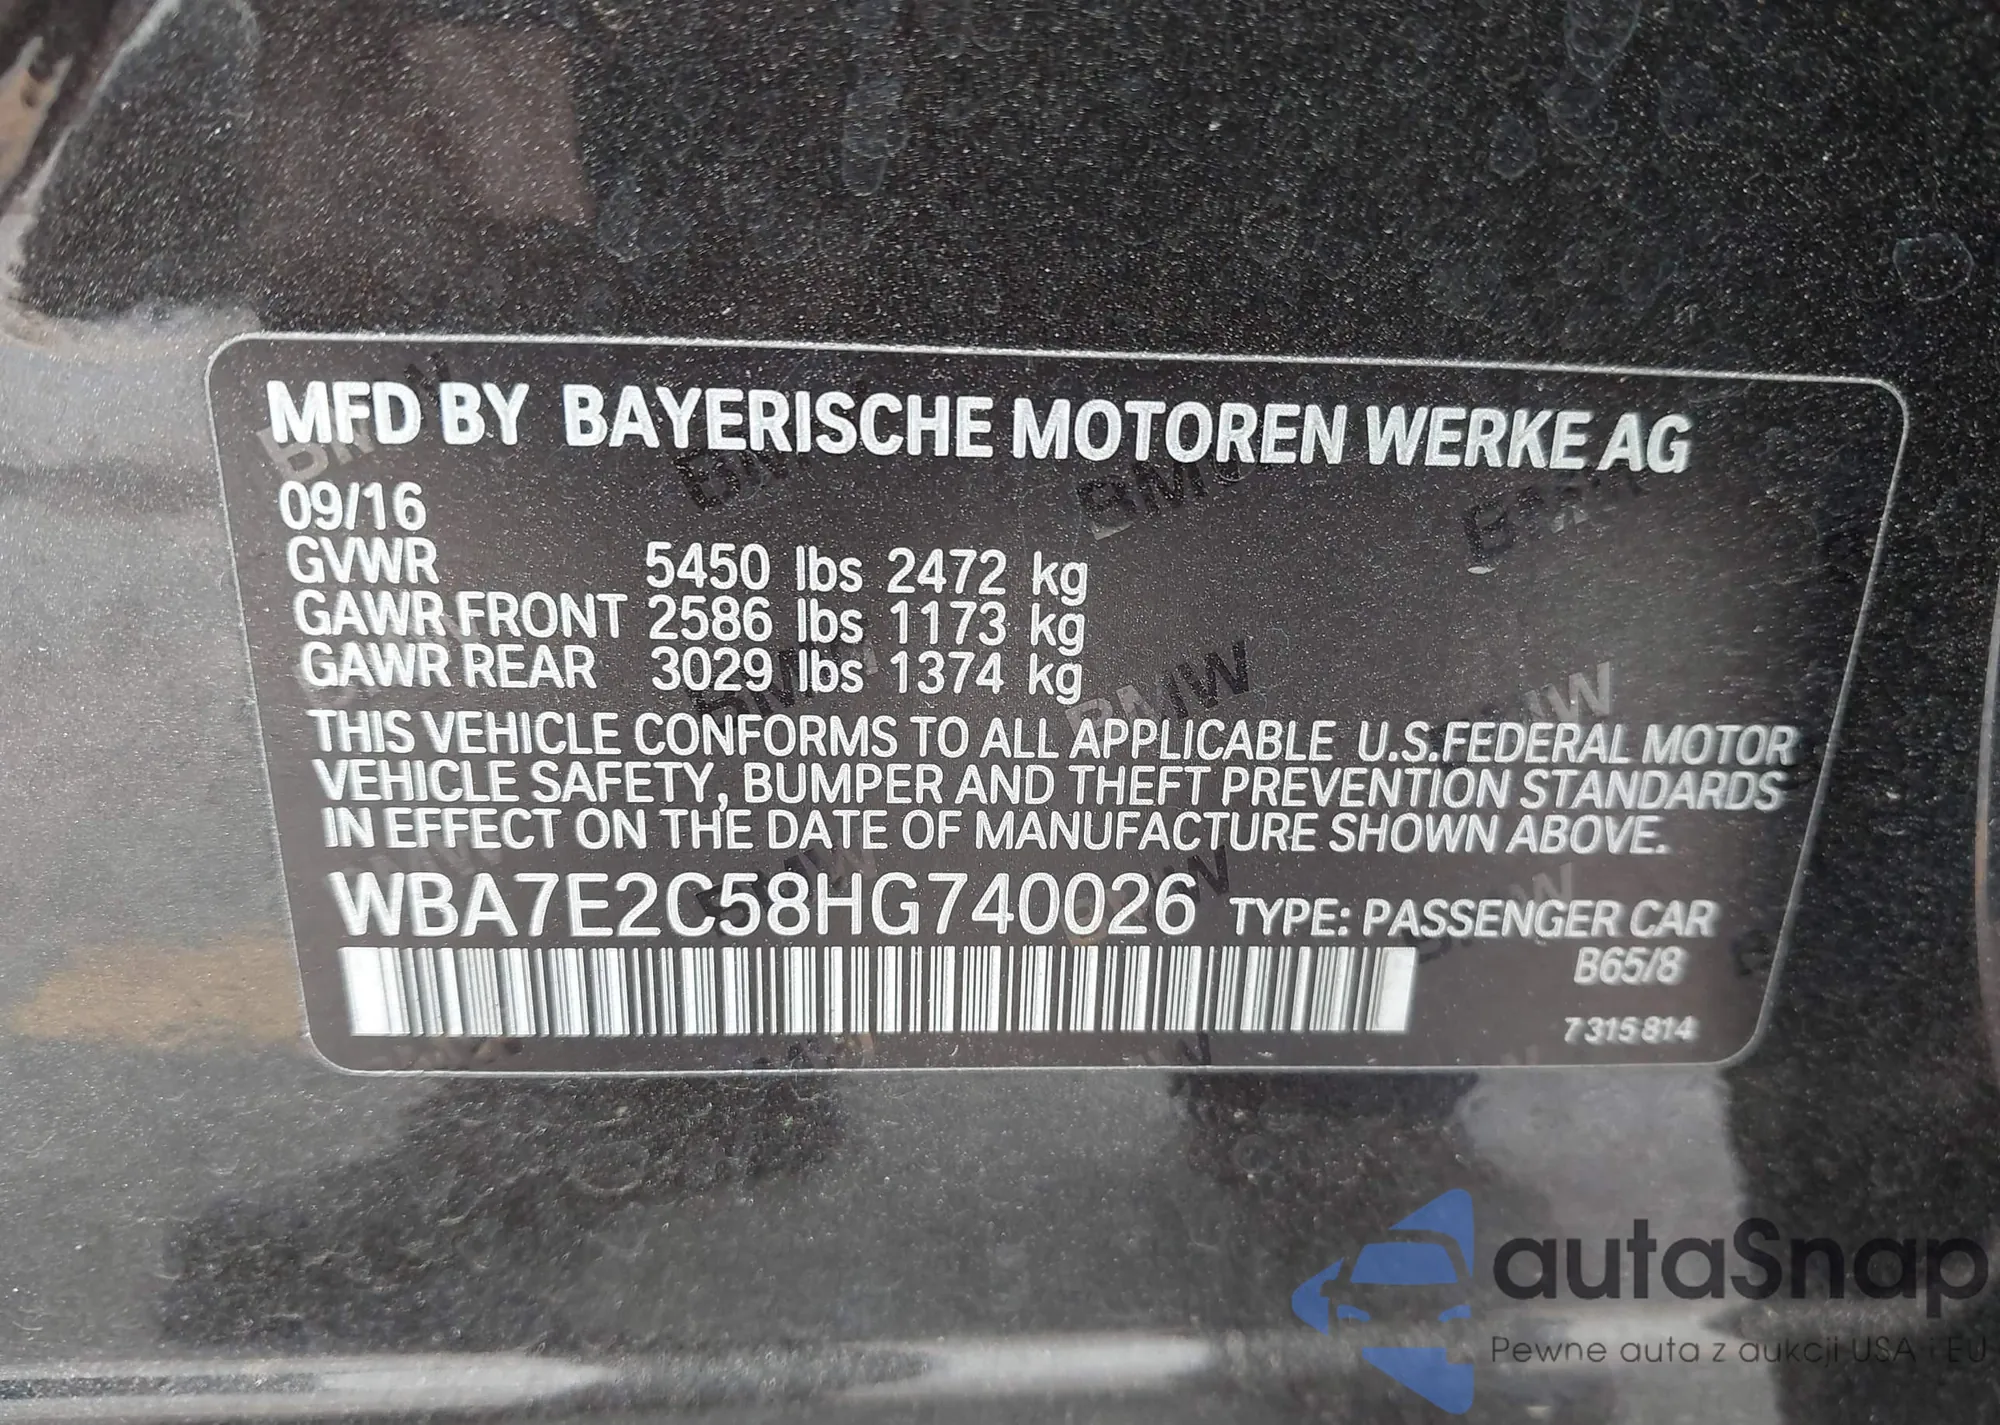 MFD BY BAYERISCHE MOTOREN WERKE AG
09/16
GVWR 5450 lbs 2472 kg
GAWR FRONT 2586 lbs 1173 kg
GAWR REAR 3029 lbs 1374 kg
THIS VEHICLE CONFORMS TO ALL APPLICABLE U.S.FEDERAL MOTOR
VEHICLE SAFETY, BUMPER AND THEFT PREVENTION STANDARDS
IN EFFECT ON THE DATE OF MANUFACTURE SHOWN ABOVE.
WBA7E2C58HG740026 TYPE: PASSENGER CAR
B65/8
7 315 814
autaSnap
Pewne auta z aukcji USA i EU